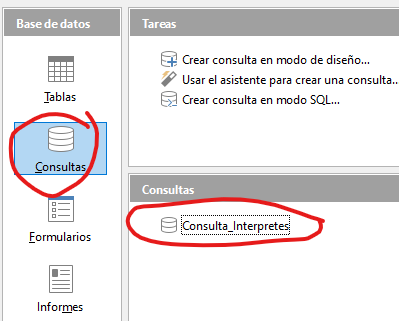 Base de datos
Tablas
Consultas
Formularios
Informes
Tareas
Crear consulta en modo de diseño...
Usar el asistente para crear una consulta...
Crear consulta en modo SQL...
Consultas
Consulta_Interpretes